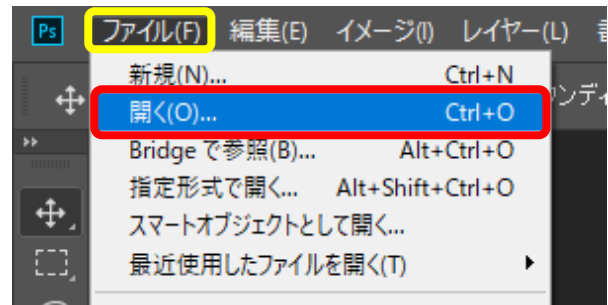 Ps ファイル(F) 編集(E) イメージ(I) レイヤー(L)
新規(N)... Ctrl+N
開く(O)... Ctrl+O
Bridge で参照(B)... Alt+Ctrl+O
指定形式で開く... Alt+Shift+Ctrl+O
スマートオブジェクトとして開く...
最近使用したファイルを開く(T)